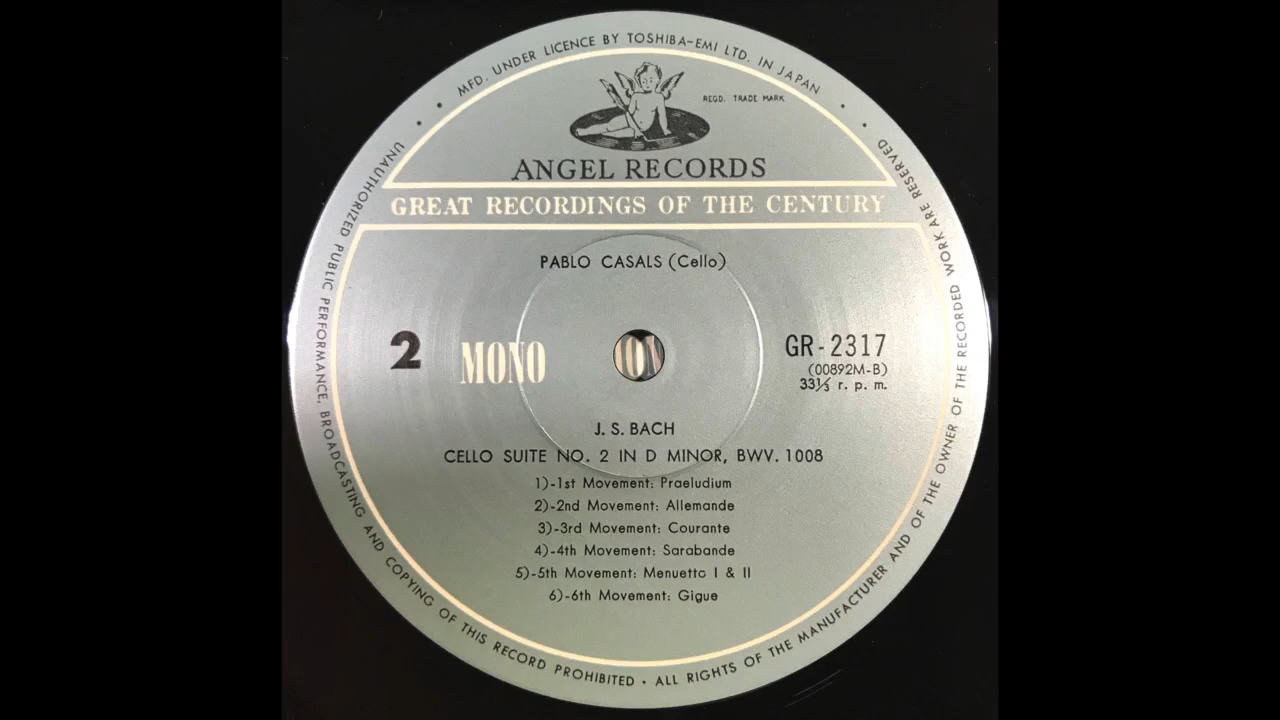 MFD. UNDER LICENCE BY TOSHIBA-EMI LTD. IN JAPAN
REGD. TRADE MARK
ANGEL RECORDS
GREAT RECORDINGS OF THE CENTURY
PABLO CASALS (Cello)
2
MONO
GR-2317
(00892M-B)
33⅓ r. p. m.
J. S. BACH
CELLO SUITE NO. 2 IN D MINOR, BWV. 1008
1)-1st Movement: Praeludium
2)-2nd Movement: Allemande
3)-3rd Movement: Courante
4)-4th Movement: Sarabande
5)-5th Movement: Menuetto I & II
6)-6th Movement: Gigue
UNAUTHORIZED PUBLIC PERFORMANCE, BROADCASTING AND COPYING OF THIS RECORD PROHIBITED • ALL RIGHTS OF THE MANUFACTURER AND OF THE OWNER OF THE RECORDED WORK ARE RESERVED